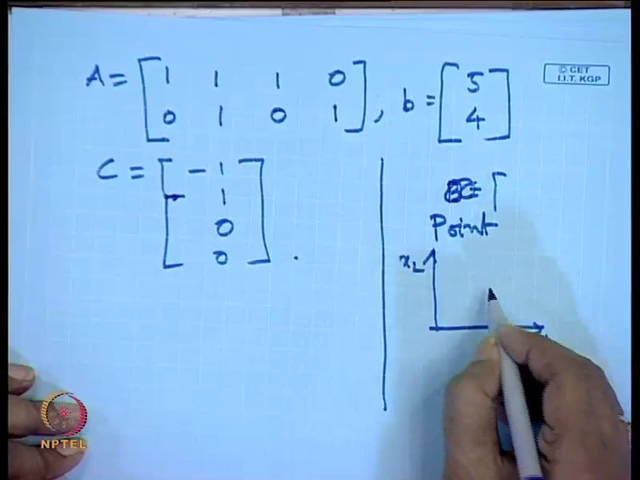 A = [ 1 1 1 0
0 1 0 1 ], b = [ 5
4 ]
© CET
I.I.T. KGP
C = [ -1
1
0
0 ].
Point
x₂
NPTEL